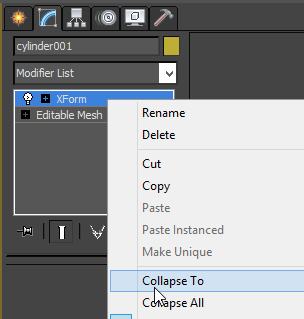 cylinder001
Modifier List
XForm
Editable Mesh
Rename
Delete
Cut
Copy
Paste
Paste Instanced
Make Unique
Collapse To
Collapse All